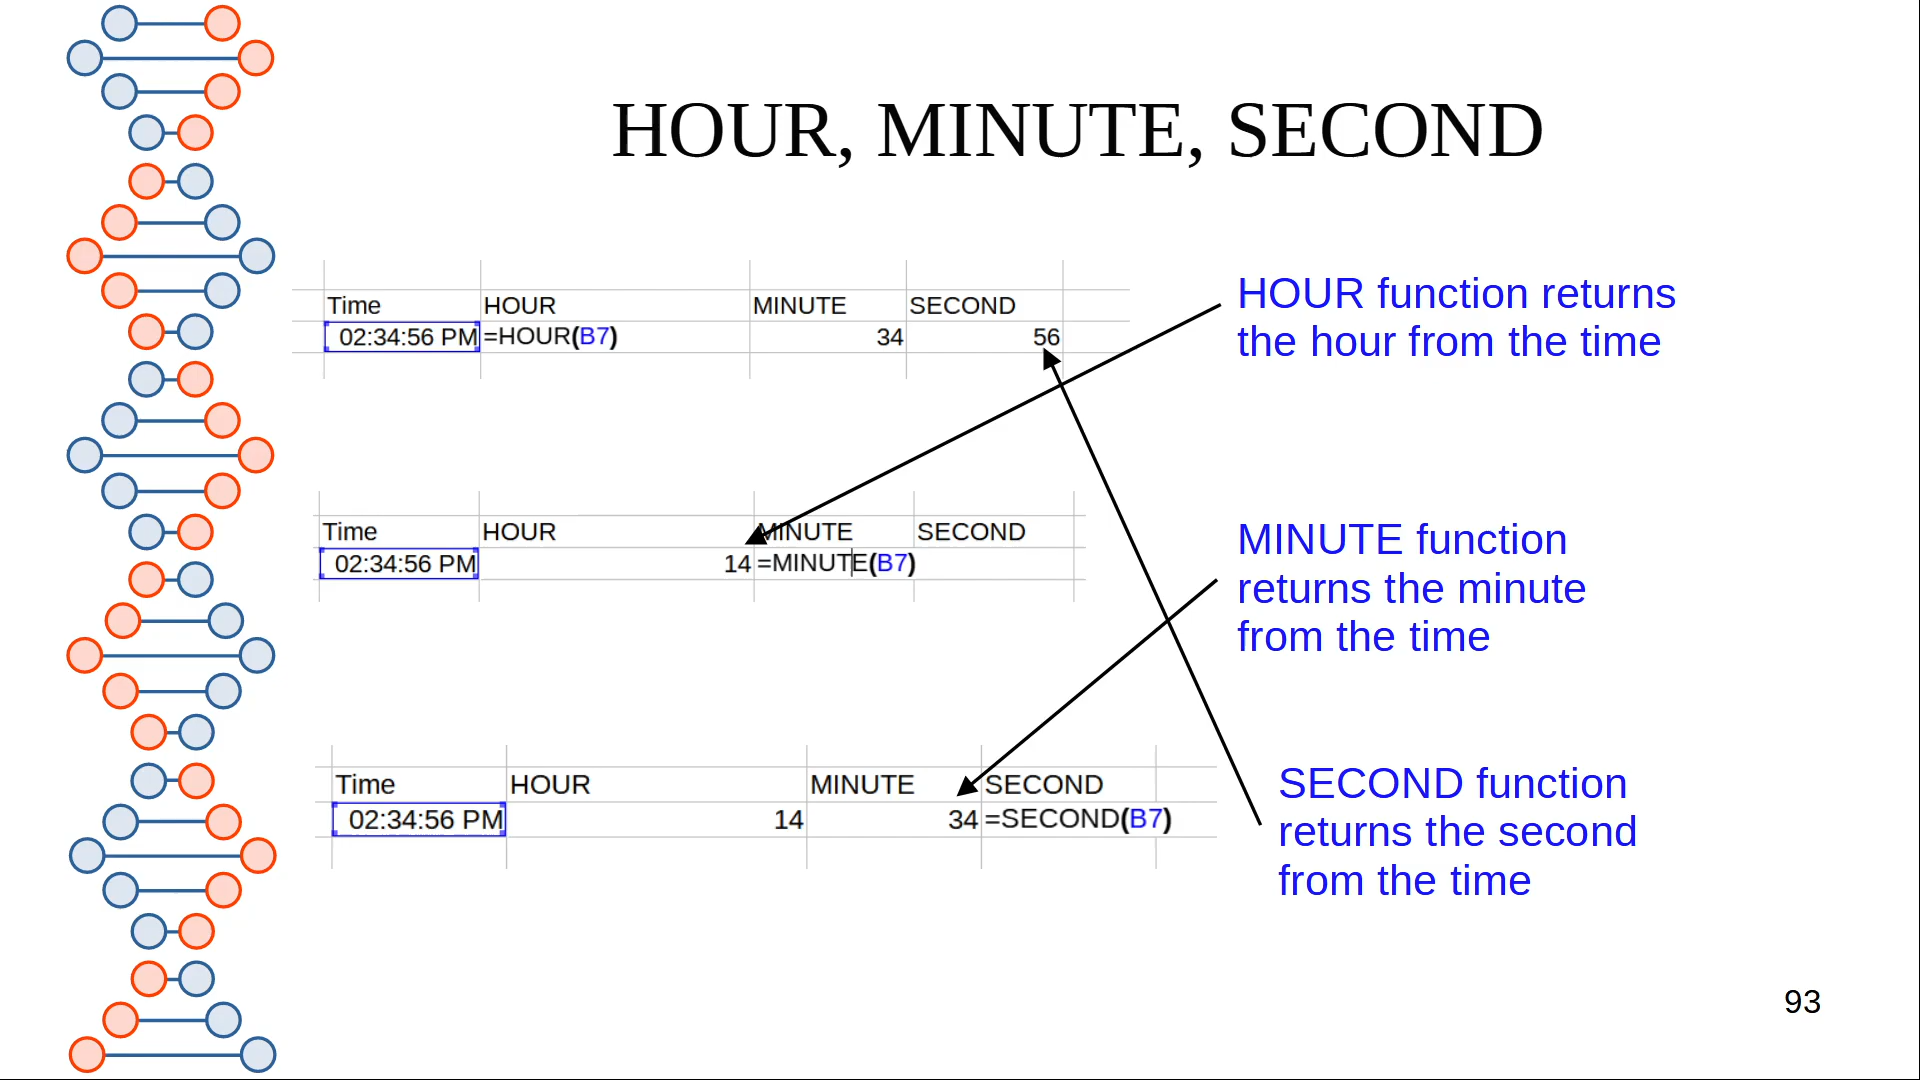 HOUR, MINUTE, SECOND
Time HOUR MINUTE SECOND
02:34:56 PM =HOUR(B7) 34 56
HOUR function returns
the hour from the time
Time HOUR MINUTE SECOND
02:34:56 PM 14 =MINUTE(B7)
MINUTE function
returns the minute
from the time
Time HOUR MINUTE SECOND
02:34:56 PM 14 34 =SECOND(B7)
SECOND function
returns the second
from the time
93